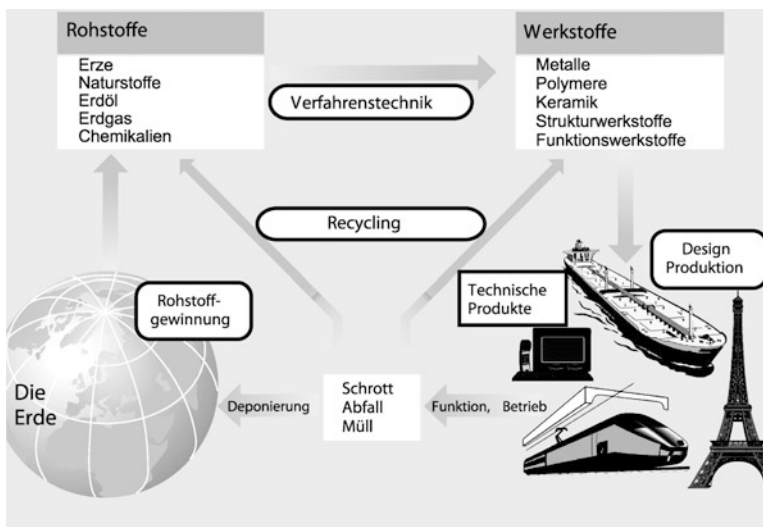 Rohstoffe
Erze
Naturstoffe
Erdöl
Erdgas
Chemikalien
Verfahrenstechnik
Werkstoffe
Metalle
Polymere
Keramik
Strukturwerkstoffe
Funktionswerkstoffe
Recycling
Design
Produktion
Technische
Produkte
Rohstoff-
gewinnung
Die
Erde
Deponierung
Schrott
Abfall
Müll
Funktion, Betrieb